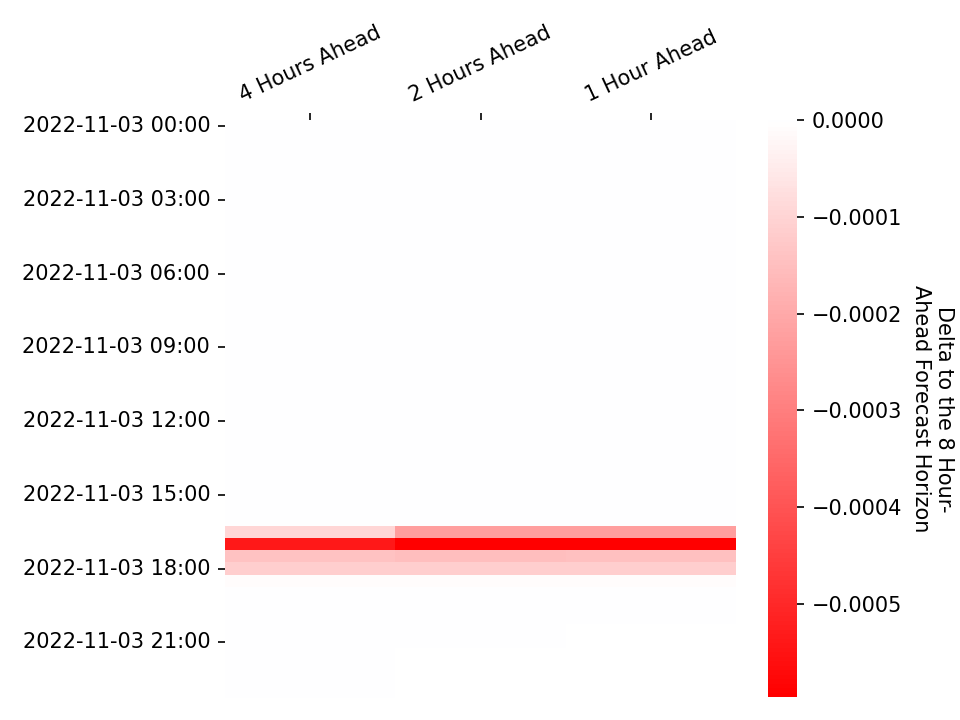 4 Hours Ahead
2 Hours Ahead
1 Hour Ahead
2022-11-03 00:00
2022-11-03 03:00
2022-11-03 06:00
2022-11-03 09:00
2022-11-03 12:00
2022-11-03 15:00
2022-11-03 18:00
2022-11-03 21:00
0.0000
−0.0001
−0.0002
−0.0003
−0.0004
−0.0005
Delta to the 8 Hour-
Ahead Forecast Horizon